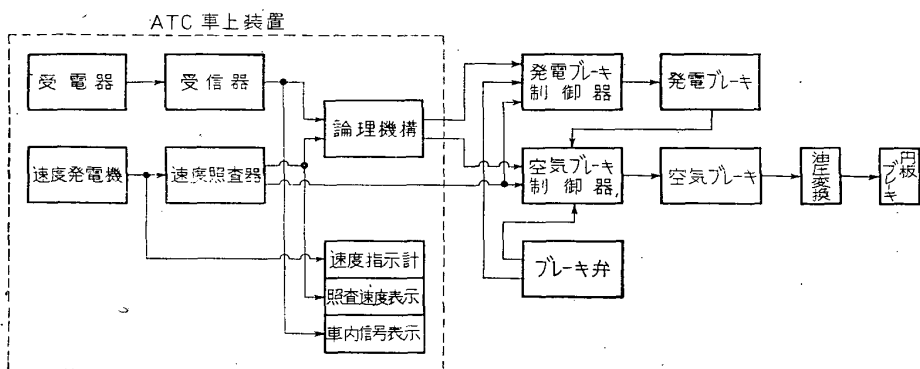 ATC 車上装置
受電器
受信器
論理機構
速度発電機
速度照査器
速度指示計
照査速度表示
車内信号表示
発電ブレーキ
制御器
発電ブレーキ
空気ブレーキ
制御器
空気ブレーキ
油圧変換
円板
ブレーキ
ブレーキ弁